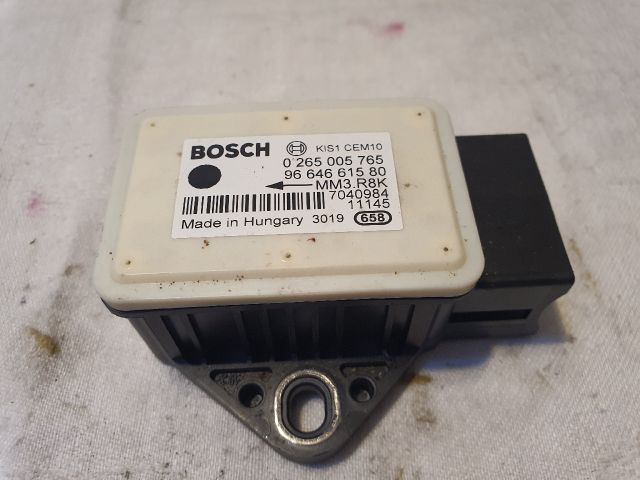 BOSCH KIS1 CEM10
0 265 005 765
96 646 615 80
MM3.R8K
7040984
11145
Made in Hungary 3019 658